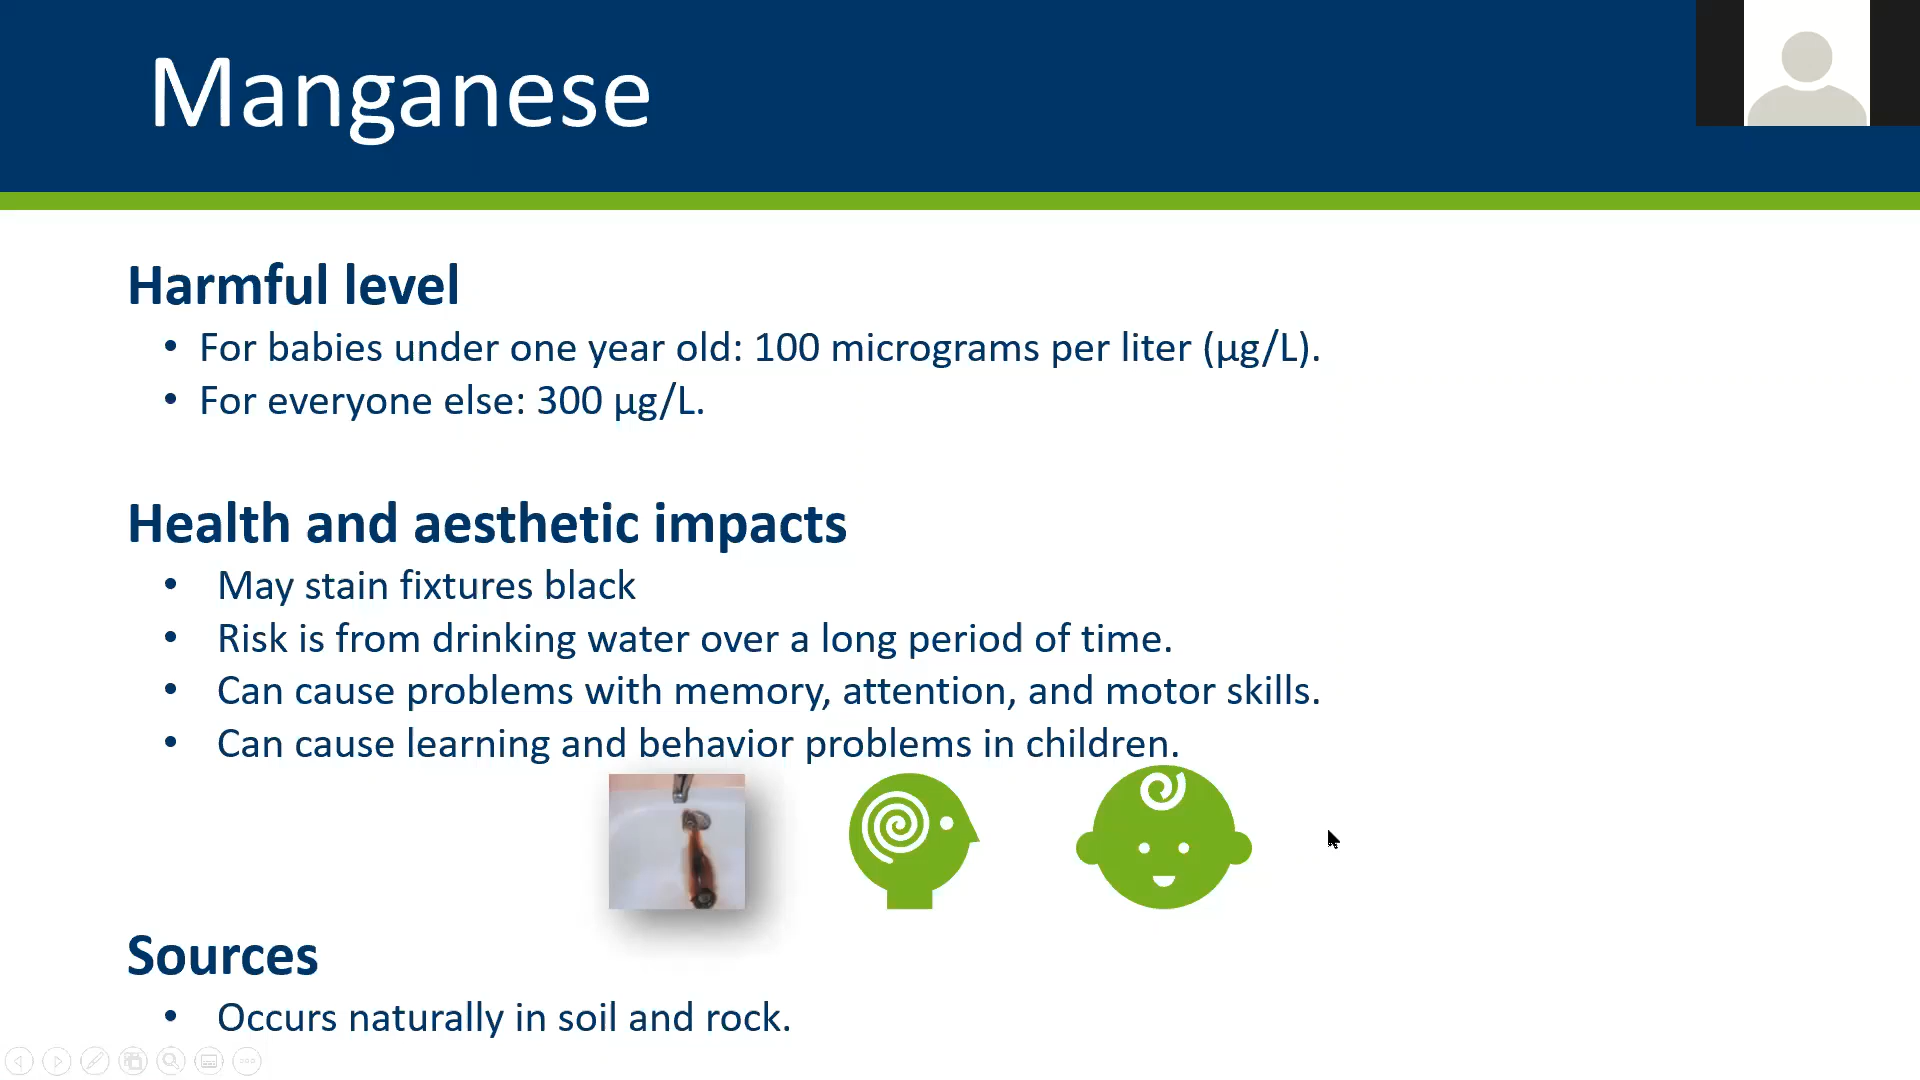 Manganese
Harmful level
• For babies under one year old: 100 micrograms per liter (µg/L).
• For everyone else: 300 µg/L.
Health and aesthetic impacts
• May stain fixtures black
• Risk is from drinking water over a long period of time.
• Can cause problems with memory, attention, and motor skills.
• Can cause learning and behavior problems in children.
Sources
• Occurs naturally in soil and rock.